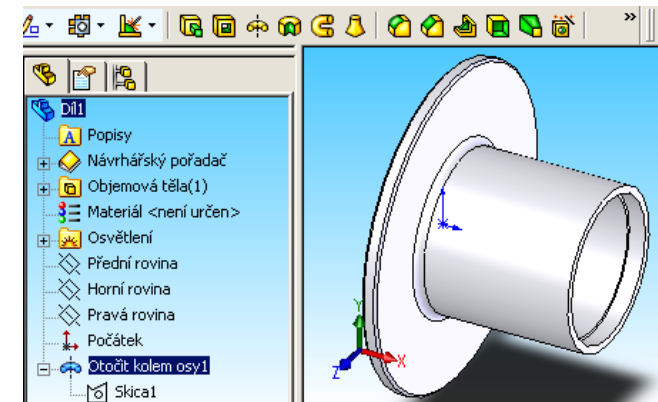 »
Díl1
A Popisy
Návrhářský pořadač
Objemová těla(1)
Materiál <není určen>
Osvětlení
Přední rovina
Horní rovina
Pravá rovina
Počátek
Otočit kolem osy1
Skica1
Y
X
Z